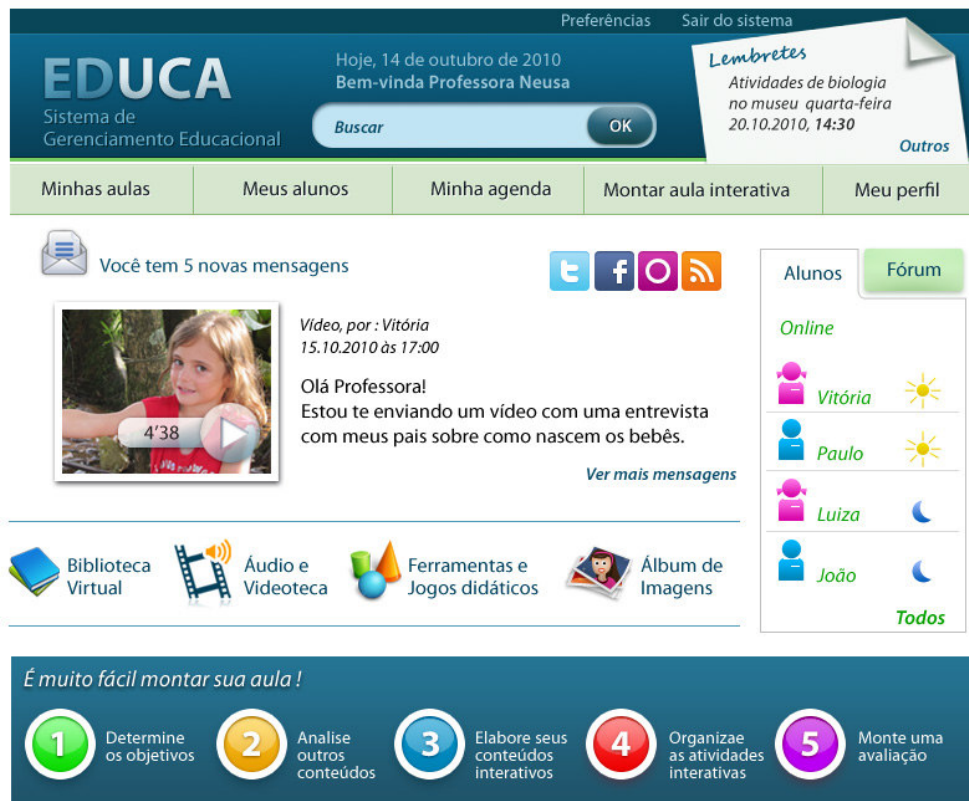 Preferências Sair do sistema
EDUCA
Sistema de
Gerenciamento Educacional
Hoje, 14 de outubro de 2010
Bem-vinda Professora Neusa
Buscar OK
Lembretes
Atividades de biologia
no museu quarta-feira
20.10.2010, 14:30
Outros
Minhas aulas Meus alunos Minha agenda Montar aula interativa Meu perfil
Você tem 5 novas mensagens
t f
4'38
Vídeo, por : Vitória
15.10.2010 às 17:00
Olá Professora!
Estou te enviando um vídeo com uma entrevista
com meus pais sobre como nascem os bebês.
Ver mais mensagens
Alunos Fórum
Online
Vitória
Paulo
Luiza
João
Todos
Biblioteca
Virtual
Áudio e
Videoteca
Ferramentas e
Jogos didáticos
Álbum de
Imagens
É muito fácil montar sua aula !
1 Determine
os objetivos
2 Analise
outros
conteúdos
3 Elabore seus
conteúdos
interativos
4 Organizae
as atividades
interativas
5 Monte uma
avaliação